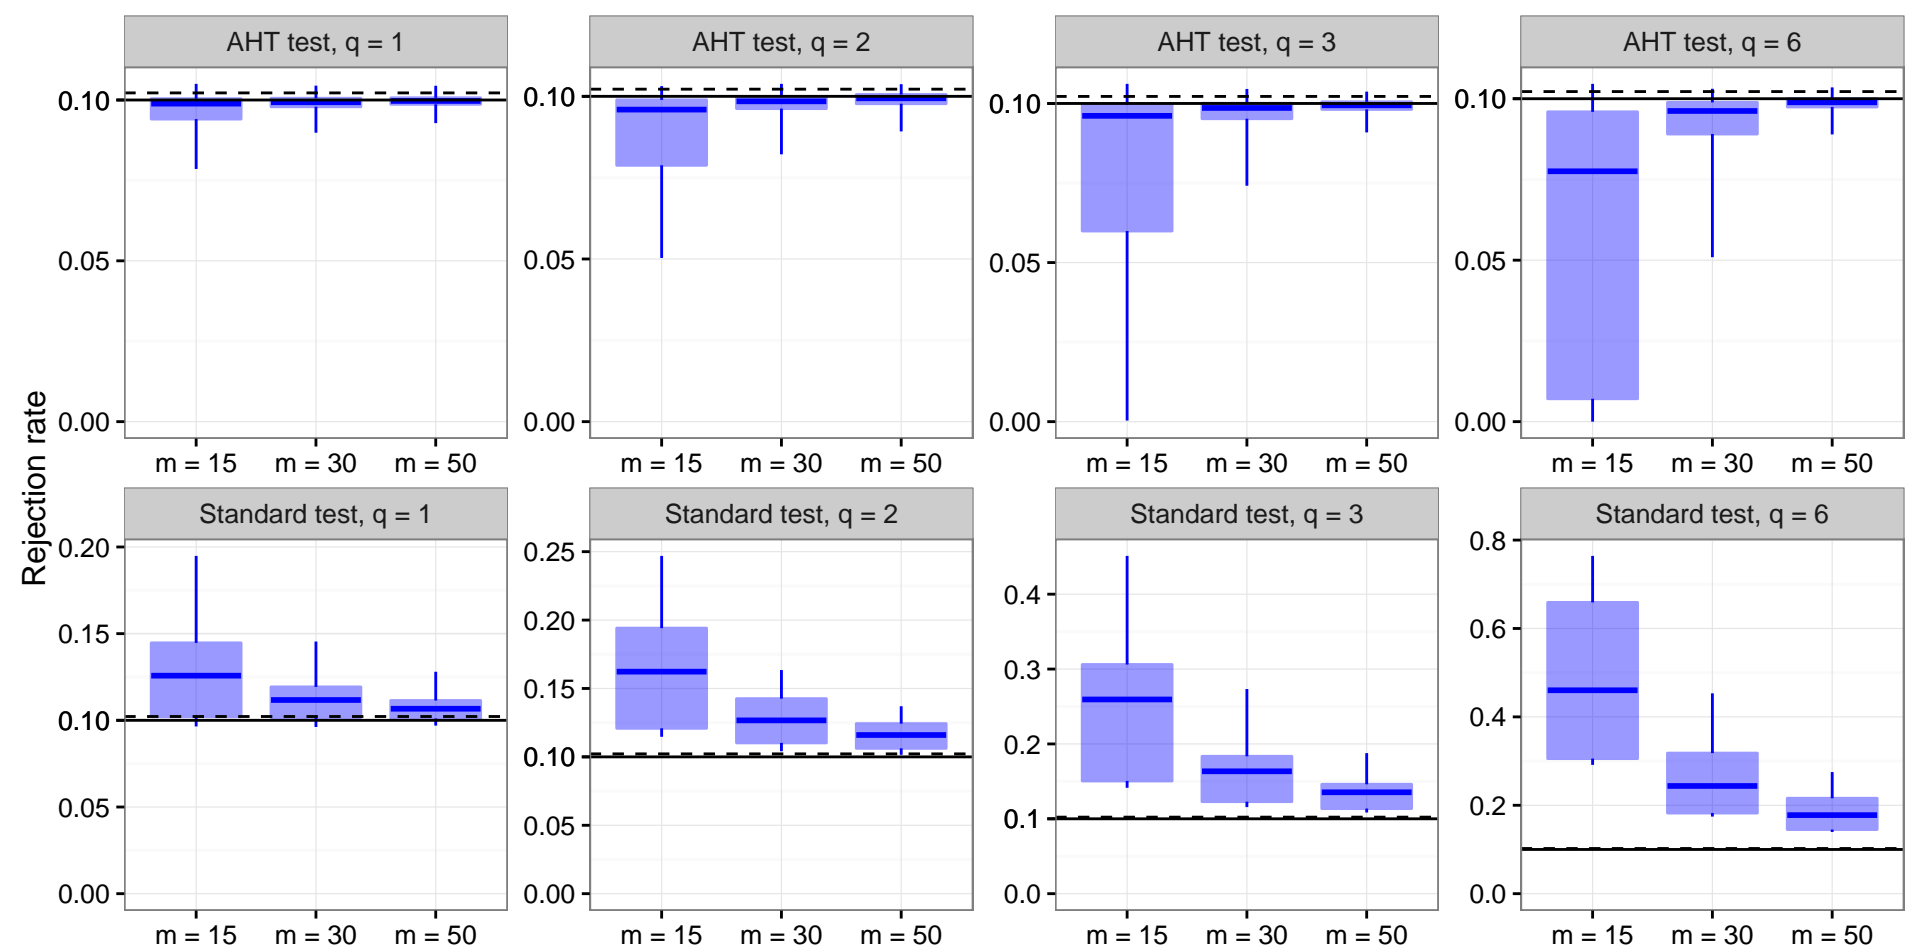 AHT test, q = 1
AHT test, q = 2
AHT test, q = 3
AHT test, q = 6
0.10
0.05
0.00
0.10
0.05
0.00
0.10
0.05
0.00
0.10
0.05
0.00
m = 15 m = 30 m = 50
m = 15 m = 30 m = 50
m = 15 m = 30 m = 50
m = 15 m = 30 m = 50
Rejection rate
Standard test, q = 1
Standard test, q = 2
Standard test, q = 3
Standard test, q = 6
0.20
0.15
0.10
0.05
0.00
0.25
0.20
0.15
0.10
0.05
0.00
0.4
0.3
0.2
0.1
0.0
0.8
0.6
0.4
0.2
0.0
m = 15 m = 30 m = 50
m = 15 m = 30 m = 50
m = 15 m = 30 m = 50
m = 15 m = 30 m = 50